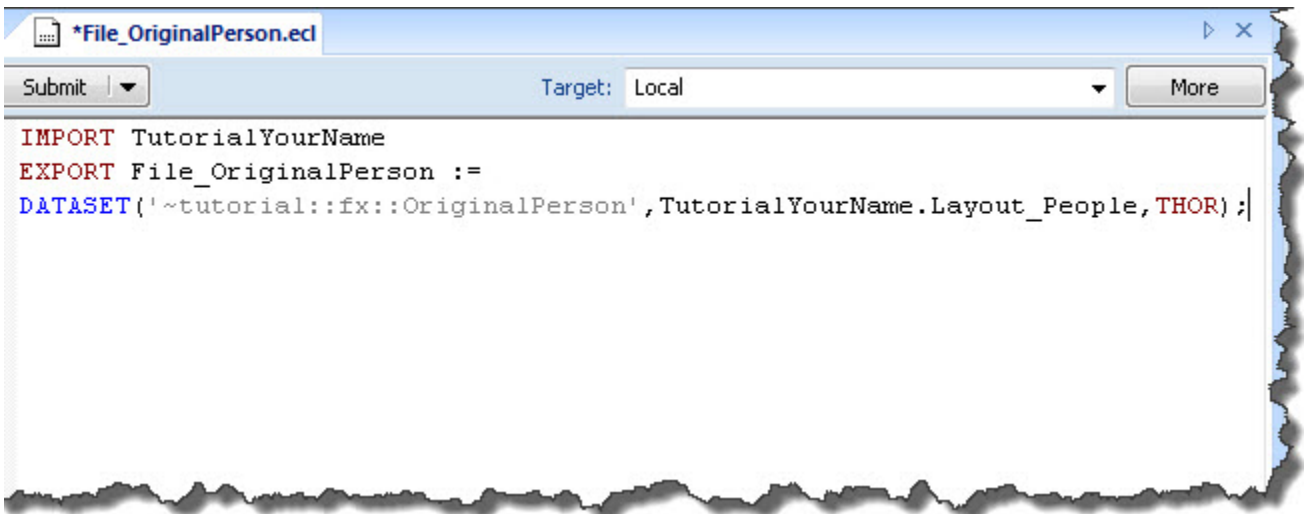 *File_OriginalPerson.ecl
Submit Target: Local More
IMPORT TutorialYourName
EXPORT File_OriginalPerson :=
DATASET('~tutorial::fx::OriginalPerson',TutorialYourName.Layout_People,THOR);